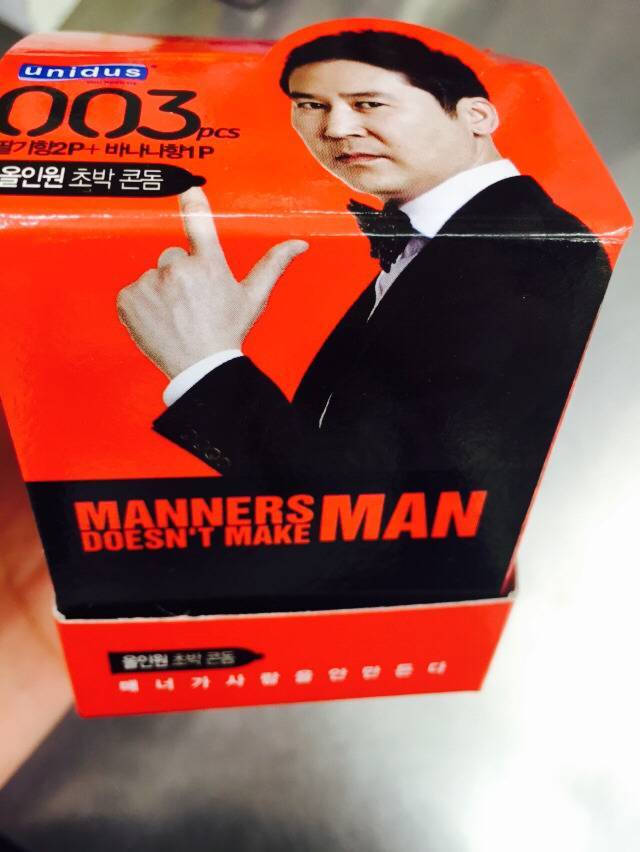 unidus
003pcs
딸기향2P+ 바나나향1P
올인원 초박 콘돔
MANNERS
DOESN'T MAKE MAN
올인원 초박 콘돔
매너가사람을안만든다